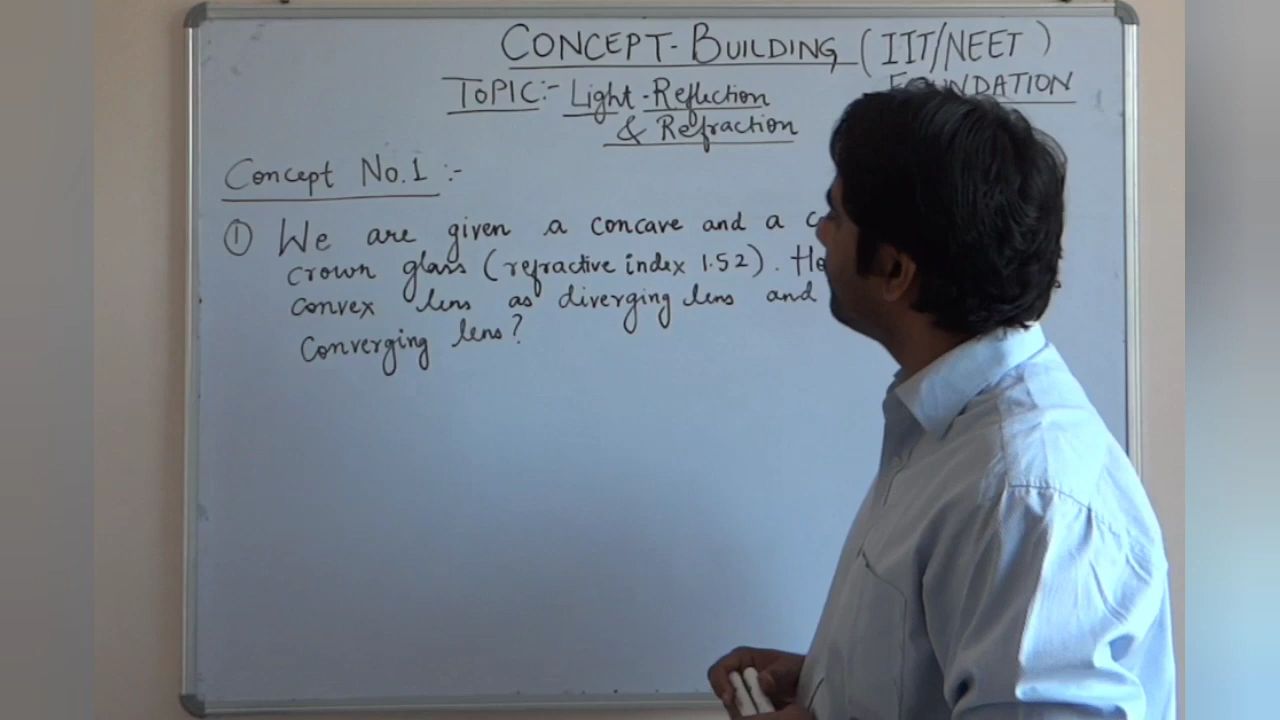 CONCEPT-BUILDING (IIT/NEET)
FOUNDATION
TOPIC:- Light-Reflection
& Refraction
Concept No.1 :-
① We are given a concave and a
crown glass (refractive index 1.52).
convex lens as diverging lens and
Converging lens?